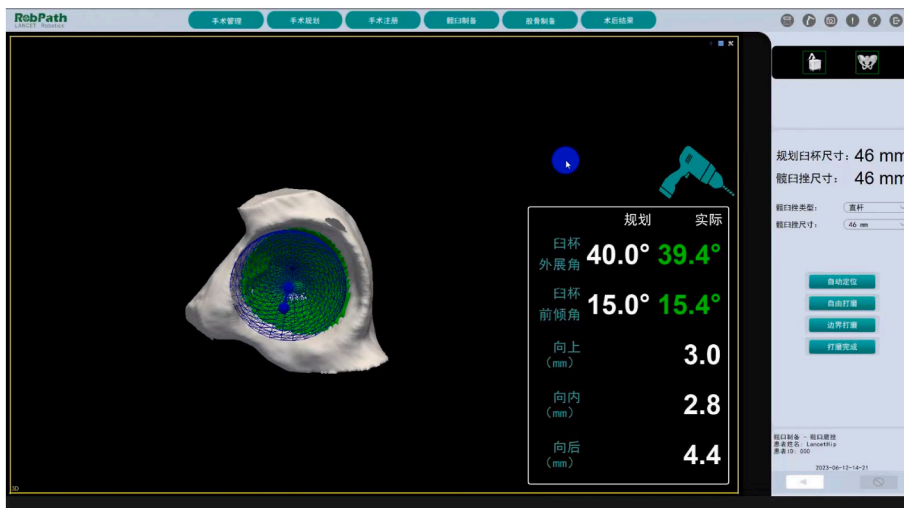 RobPath
LANCET Robotics
手术管理
手术规划
手术注册
髋臼制备
股骨制备
术后结果
规划 实际
臼杯外展角 40.0° 39.4°
臼杯前倾角 15.0° 15.4°
向上(mm) 3.0
向内(mm) 2.8
向后(mm) 4.4
3D
规划臼杯尺寸: 46 mm
髋臼挫尺寸: 46 mm
髋臼挫类型: 直杆
髋臼挫尺寸: 46 mm
自动定位
自由打磨
边界打磨
打磨完成
髋臼制备 - 髋臼磨挫
患者姓名: LancetHip
患者ID: 000
2023-06-12-14-21